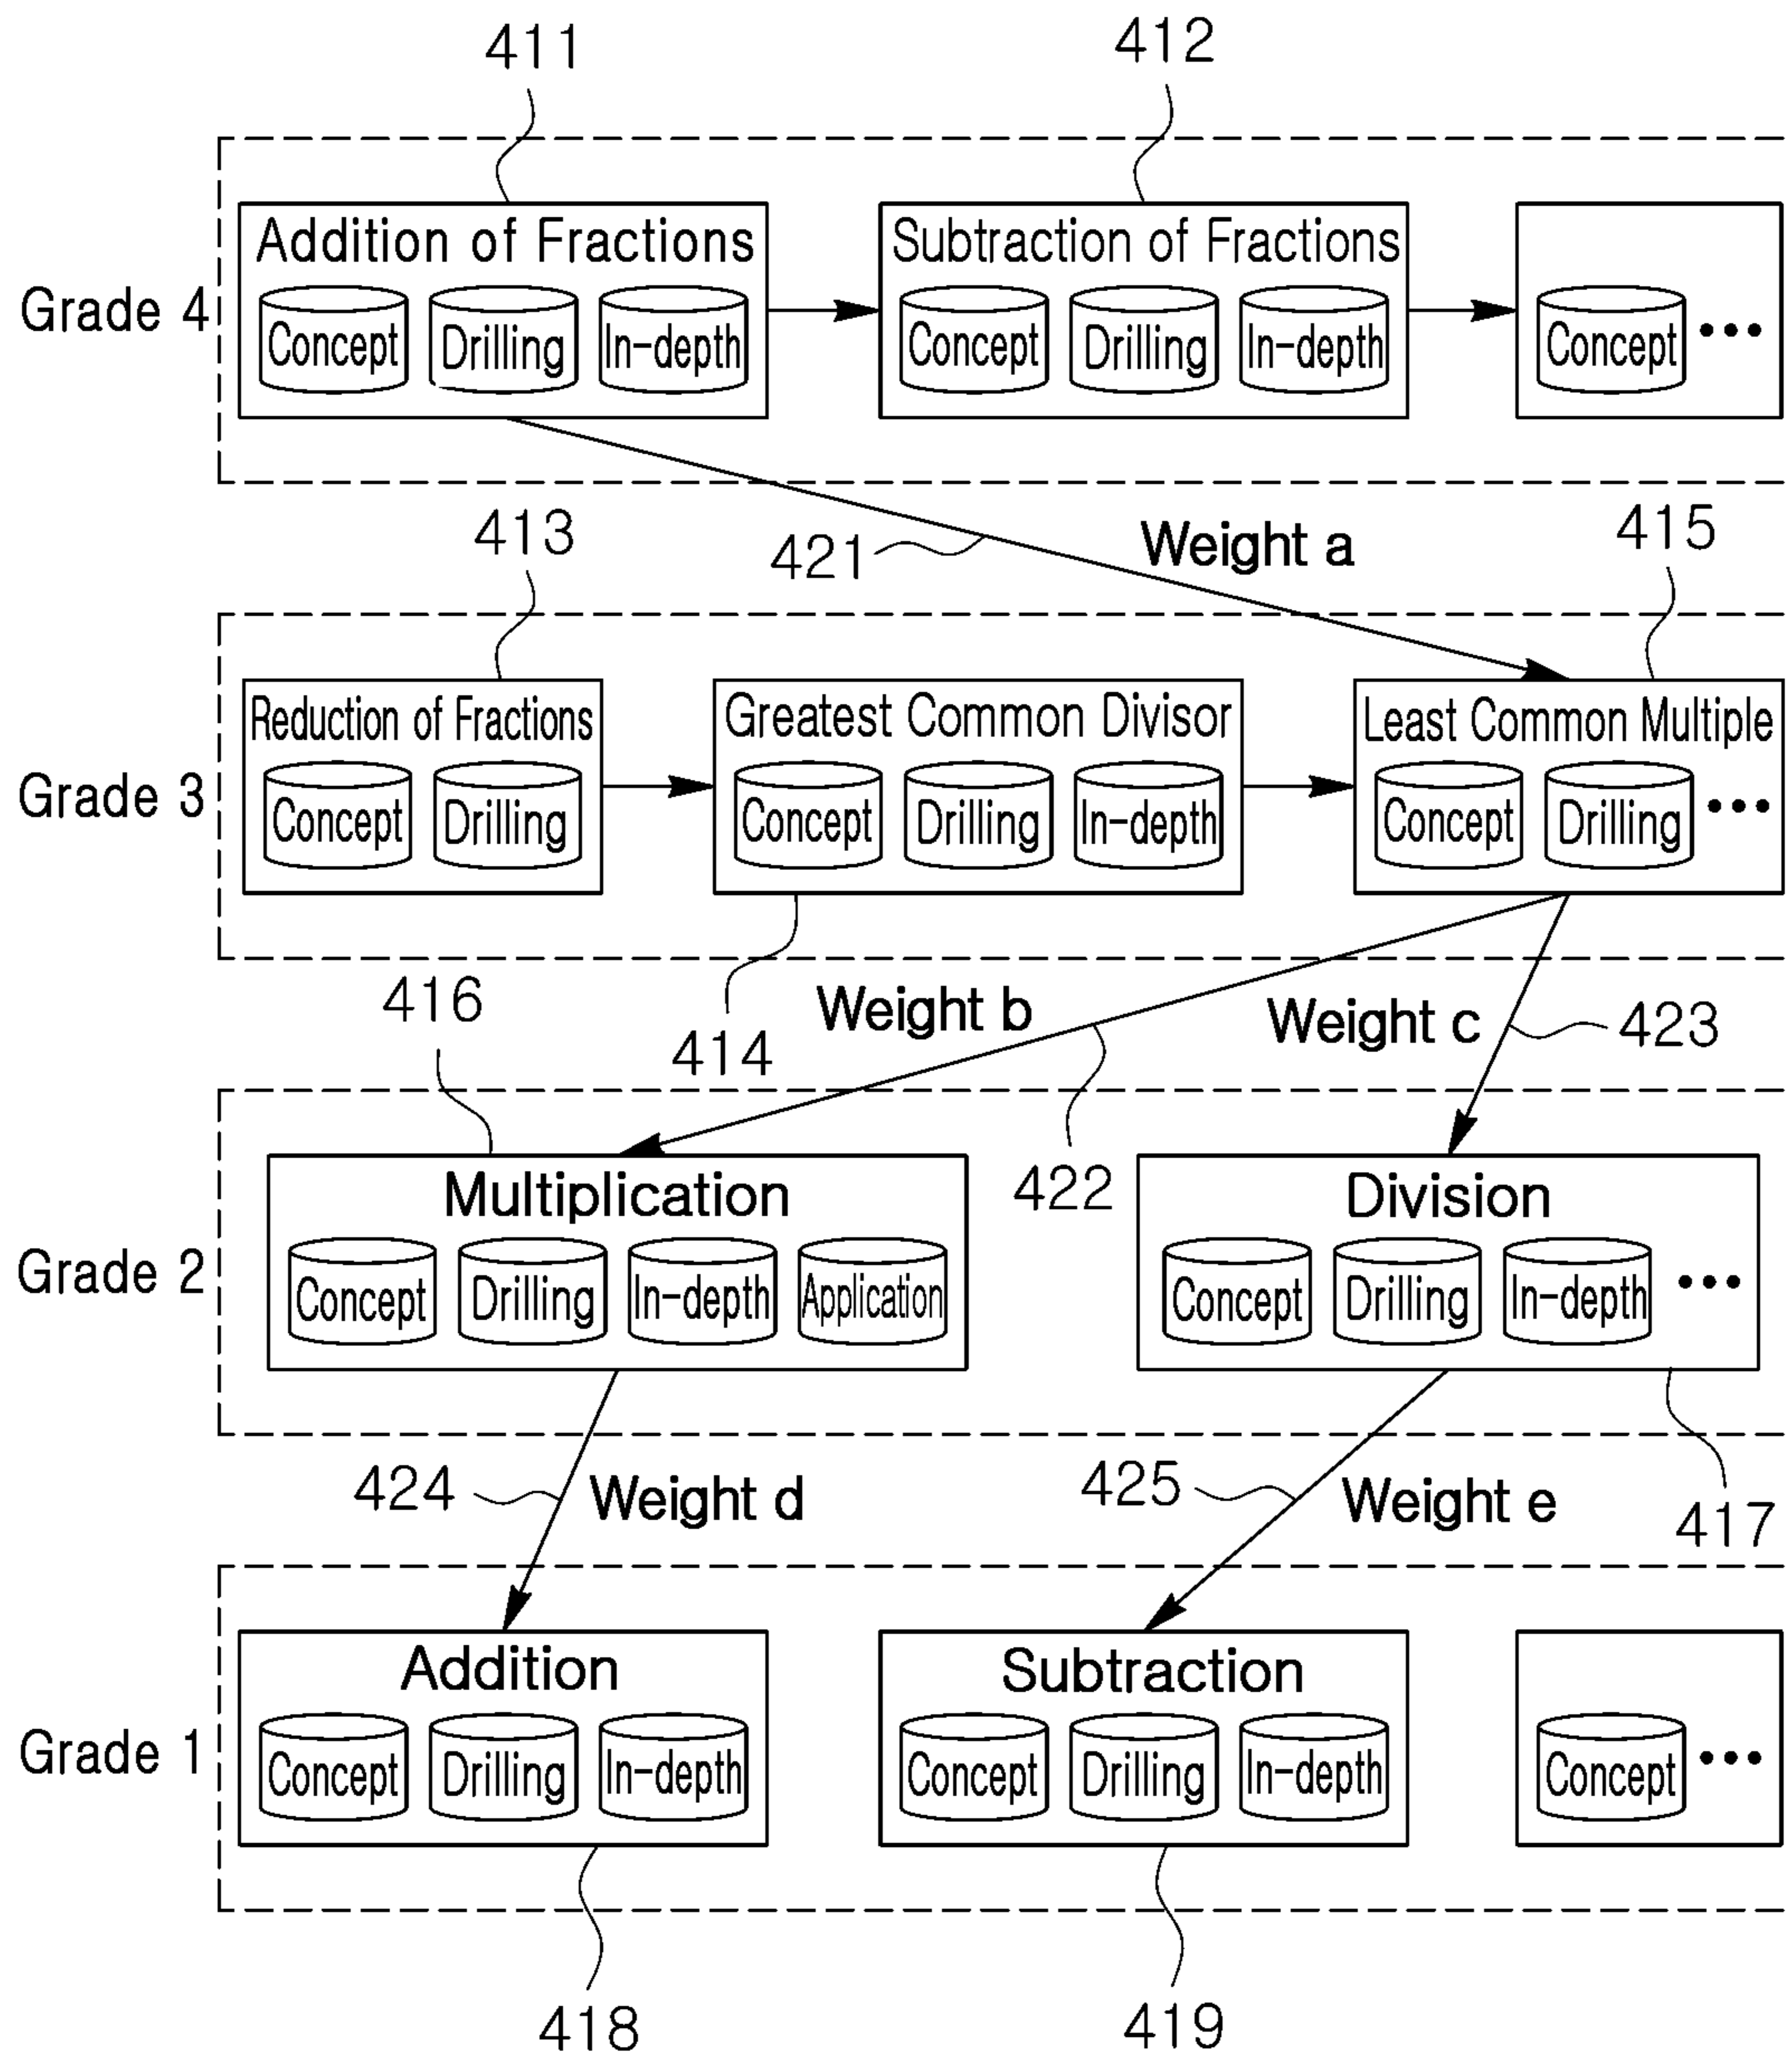 411
412
Addition of Fractions
Subtraction of Fractions
Grade 4
Concept
Drilling
In-depth
Concept
Drilling
In-depth
Concept
•••
413
421
Weight a
415
Reduction of Fractions
Greatest Common Divisor
Least Common Multiple
Grade 3
Concept
Drilling
Concept
Drilling
In-depth
Concept
Drilling
•••
416
414
Weight b
Weight c
423
422
Multiplication
Division
Grade 2
Concept
Drilling
In-depth
Application
Concept
Drilling
In-depth
•••
424
Weight d
425
Weight e
417
Addition
Subtraction
Grade 1
Concept
Drilling
In-depth
Concept
Drilling
In-depth
Concept
•••
418
419